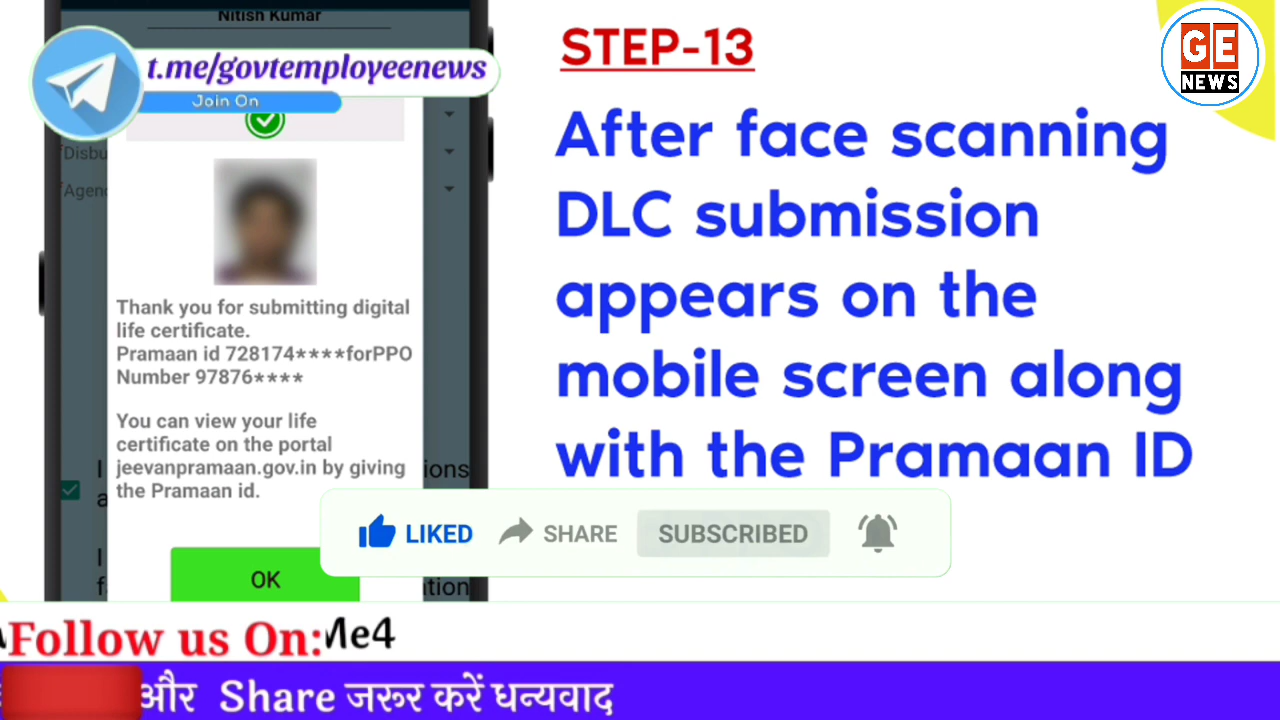 Nitish Kumar
t.me/govtemployeenews
Join On
Thank you for submitting digital
life certificate.
Pramaan id 728174****forPPO
Number 97876****
You can view your life
certificate on the portal
jeevanpramaan.gov.in by giving
the Pramaan id.
OK
STEP-13
After face scanning
DLC submission
appears on the
mobile screen along
with the Pramaan ID
GE
NEWS
LIKED
SHARE
SUBSCRIBED
Follow us On:
और Share जरूर करें धन्यवाद